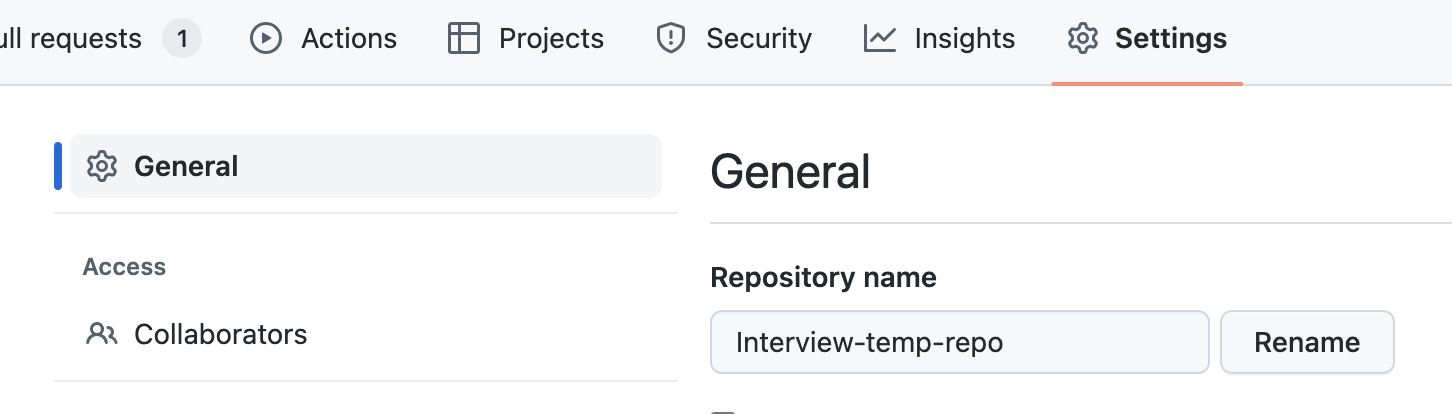 ull requests 1 Actions Projects Security Insights Settings
General
General
Access
Repository name
Collaborators
Interview-temp-repo Rename